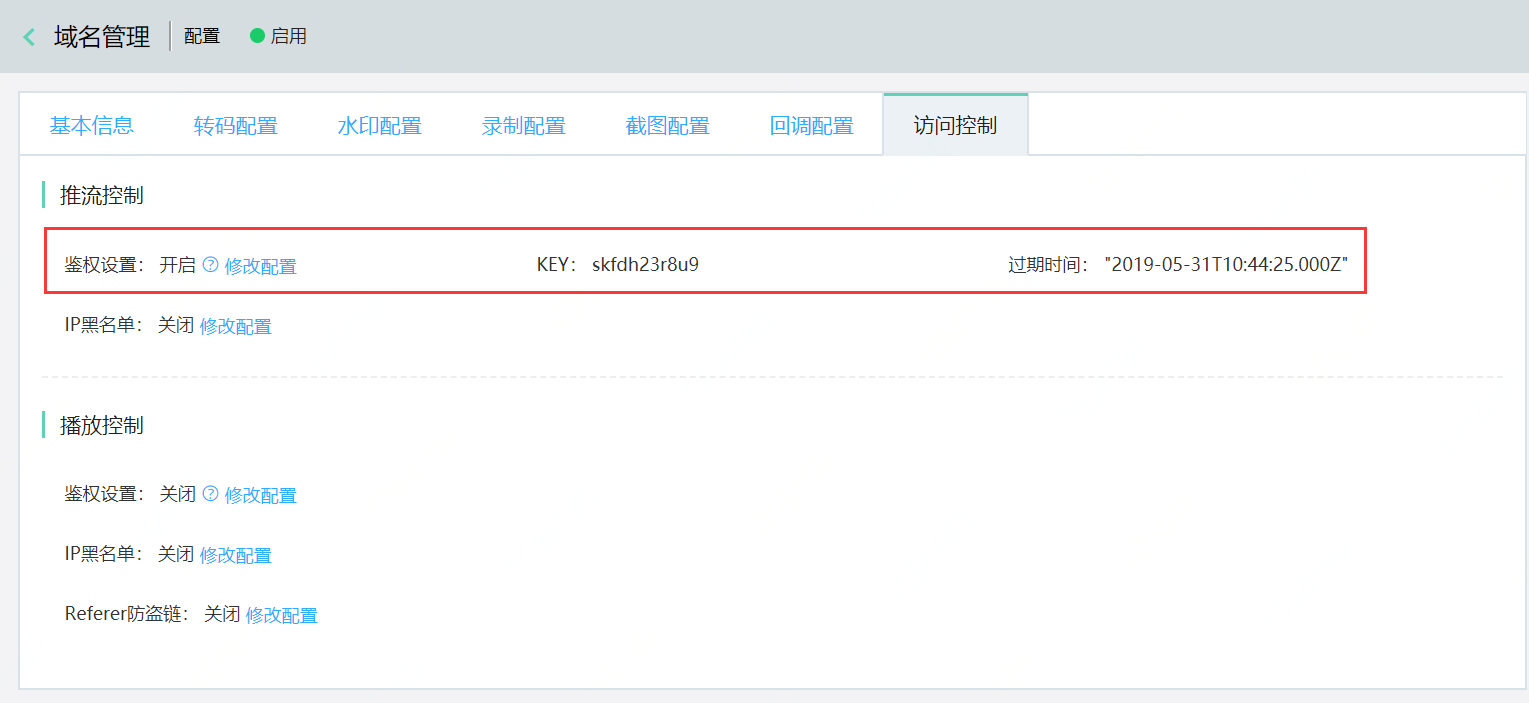 域名管理 配置 启用
基本信息 转码配置 水印配置 录制配置 截图配置 回调配置 访问控制
推流控制
鉴权设置： 开启 ? 修改配置 KEY： skfdh23r8u9 过期时间： "2019-05-31T10:44:25.000Z"
IP黑名单： 关闭 修改配置
播放控制
鉴权设置： 关闭 ? 修改配置
IP黑名单： 关闭 修改配置
Referer防盗链： 关闭 修改配置